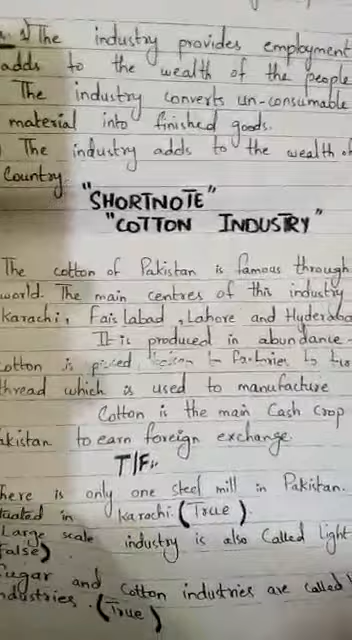 1) The industry provides employment
adds to the wealth of the people
The industry converts un-consumable
material into finished goods.
The industry adds to the wealth of
Country.
"SHORTNOTE"
"COTTON INDUSTRY"
The cotton of Pakistan is famous through
world. The main centres of this industry
Karachi, Faislabad, Lahore and Hyderaba
It is produced in abundance
cotton is factories to
thread which is used to manufacture
Cotton is the main Cash Crop
akistan to earn foreign exchange.
T/F:-
here is only one steel mill in Pakistan.
tuated in Karachi. (True).
Large scale industry is also Called Light
false)
Sugar and cotton industries are called
ndustries. (True)